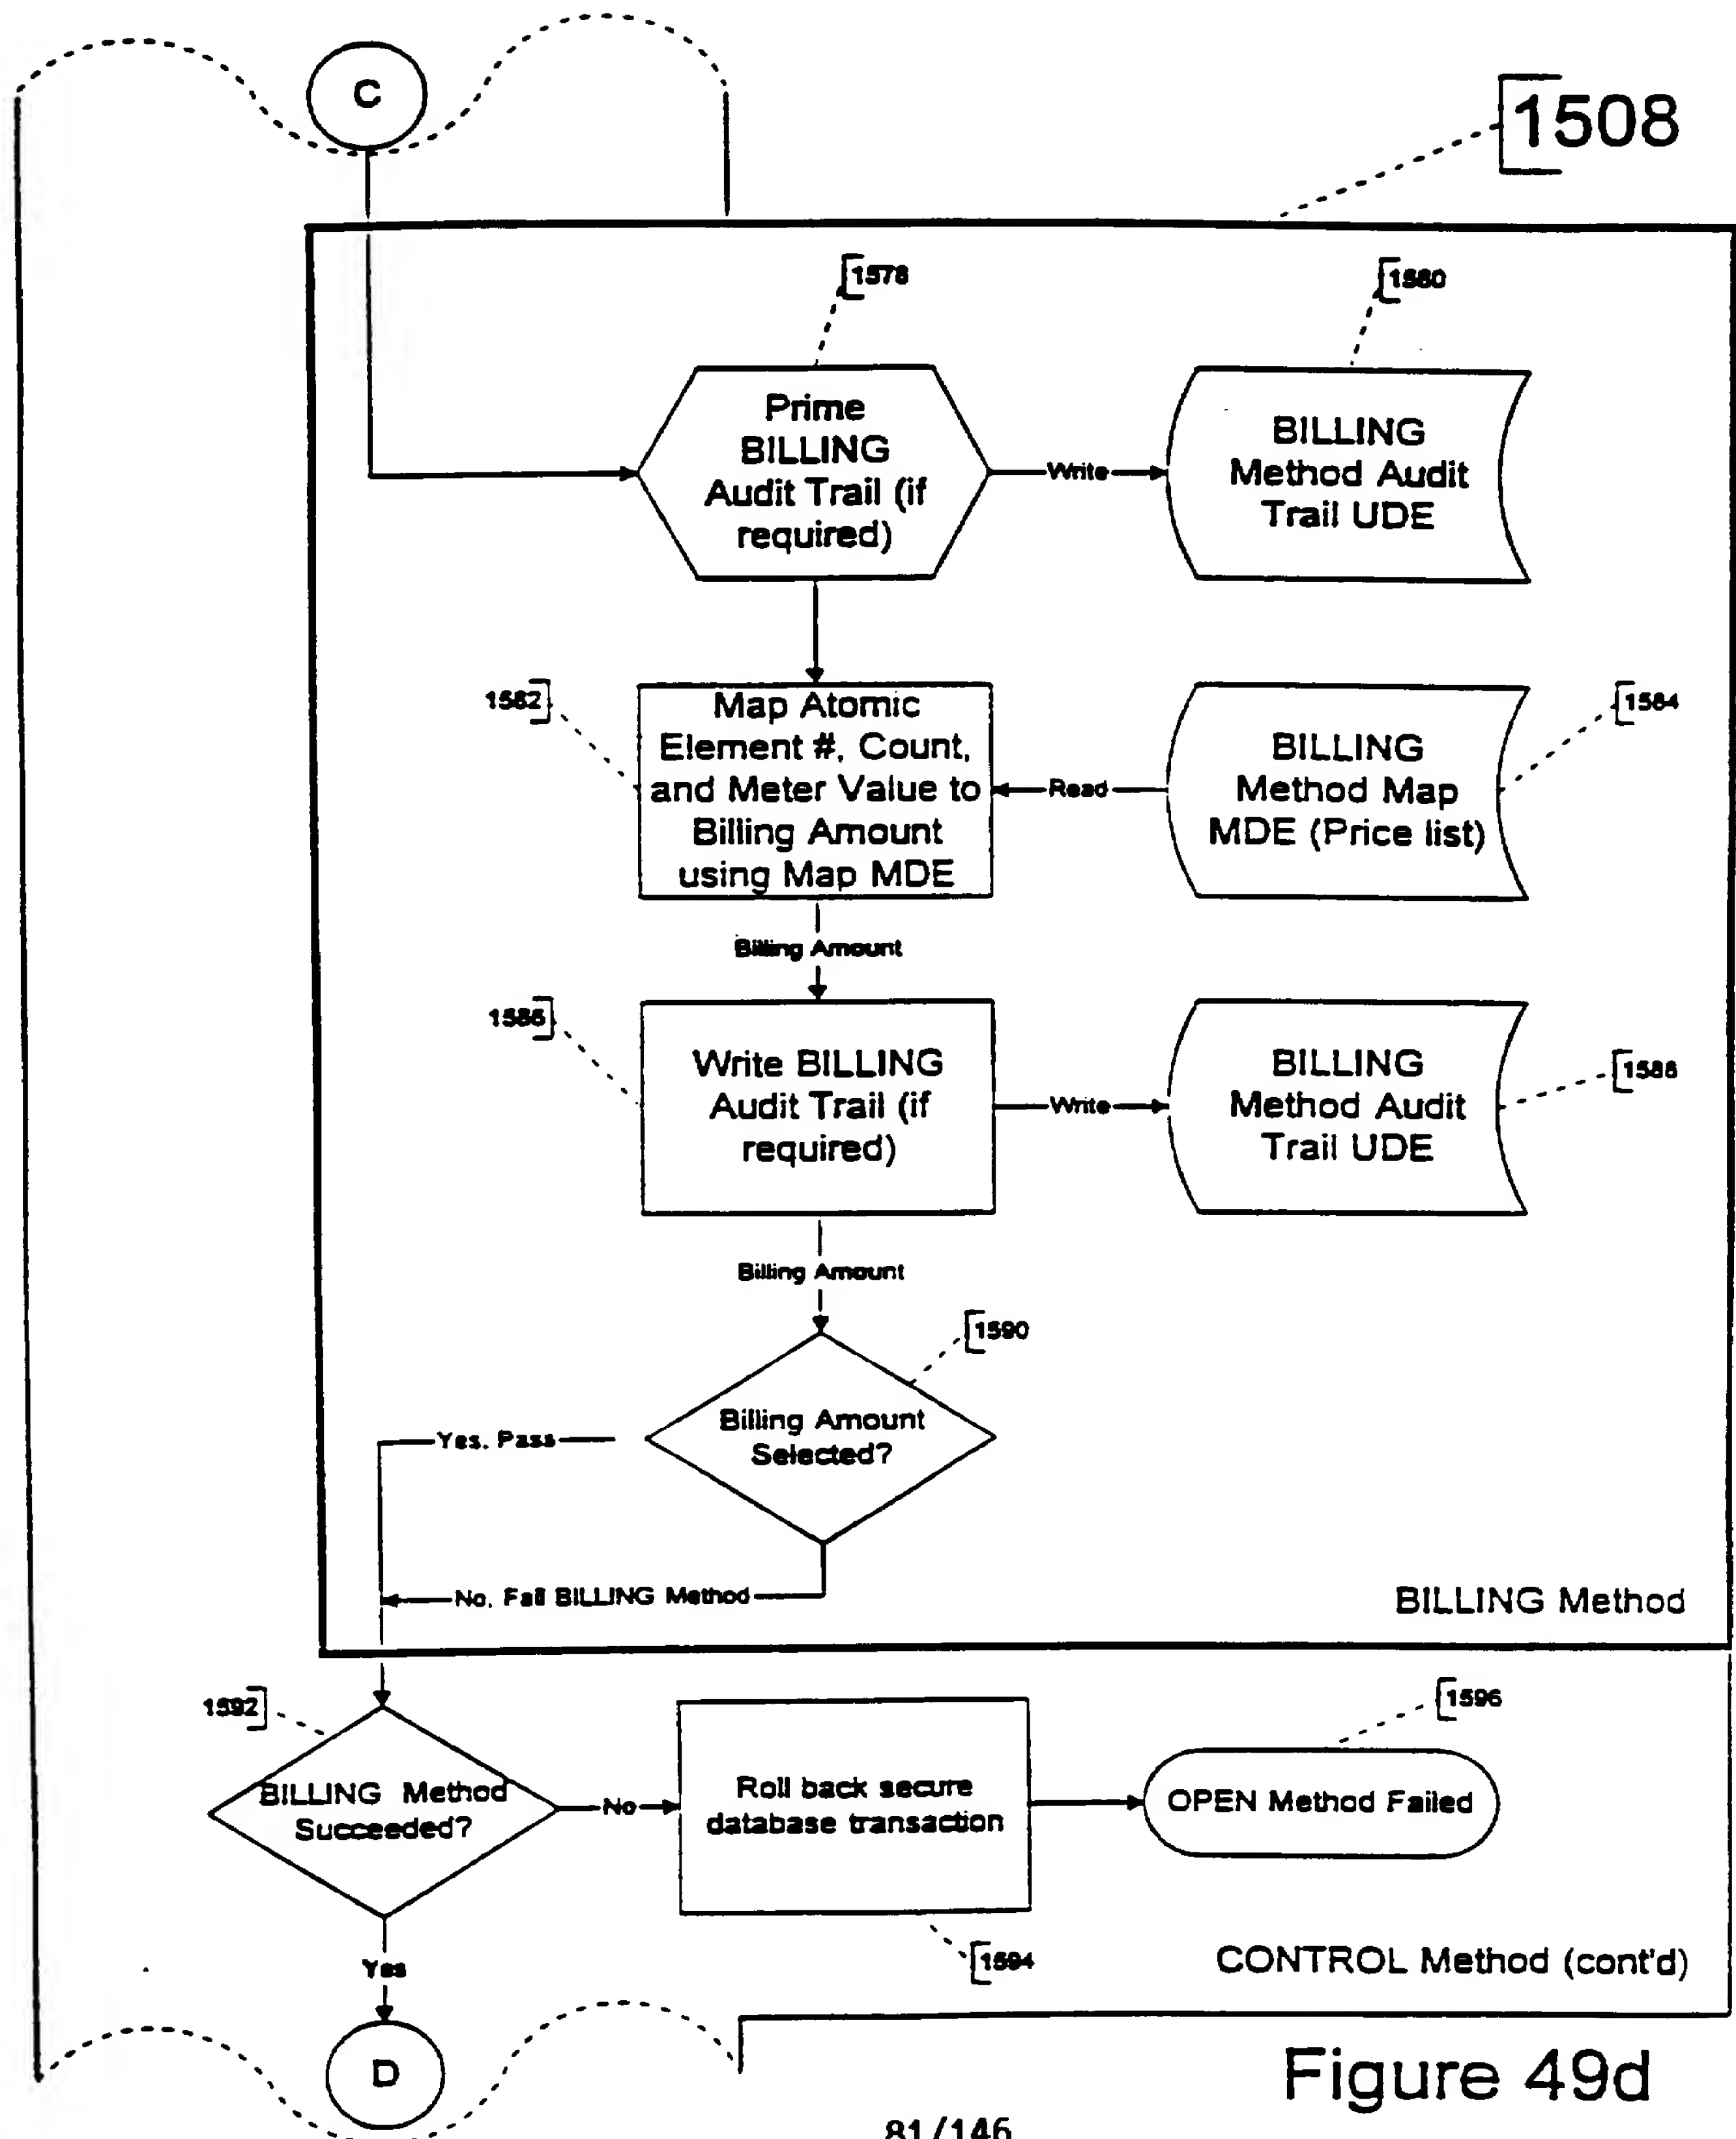 C
1508
1578
1580
Prime
BILLING
Audit Trail (if
required)
Write
BILLING
Method Audit
Trail UDE
1582
Map Atomic
Element #, Count,
and Meter Value to
Billing Amount
using Map MDE
Read
BILLING
Method Map
MDE (Price list)
1584
Billing Amount
1586
Write BILLING
Audit Trail (if
required)
Write
BILLING
Method Audit
Trail UDE
1588
Billing Amount
1590
Billing Amount
Selected?
Yes, Pass
No, Fail BILLING Method
BILLING Method
1592
BILLING Method
Succeeded?
No
Roll back secure
database transaction
1596
OPEN Method Failed
1594
Yes
CONTROL Method (cont'd)
D
Figure 49d
81/146